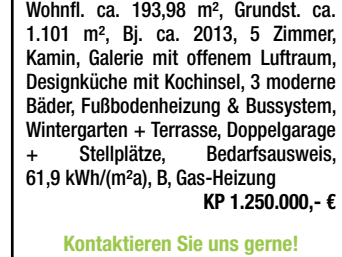 Wohnfl. ca. 193,98 m², Grundst. ca.
1.101 m², Bj. ca. 2013, 5 Zimmer,
Kamin, Galerie mit offenem Luftraum,
Designküche mit Kochinsel, 3 moderne
Bäder, Fußbodenheizung & Bussystem,
Wintergarten + Terrasse, Doppelgarage
+ Stellplätze, Bedarfsausweis,
61,9 kWh/(m²a), B, Gas-Heizung
KP 1.250.000,- €
Kontaktieren Sie uns gerne!